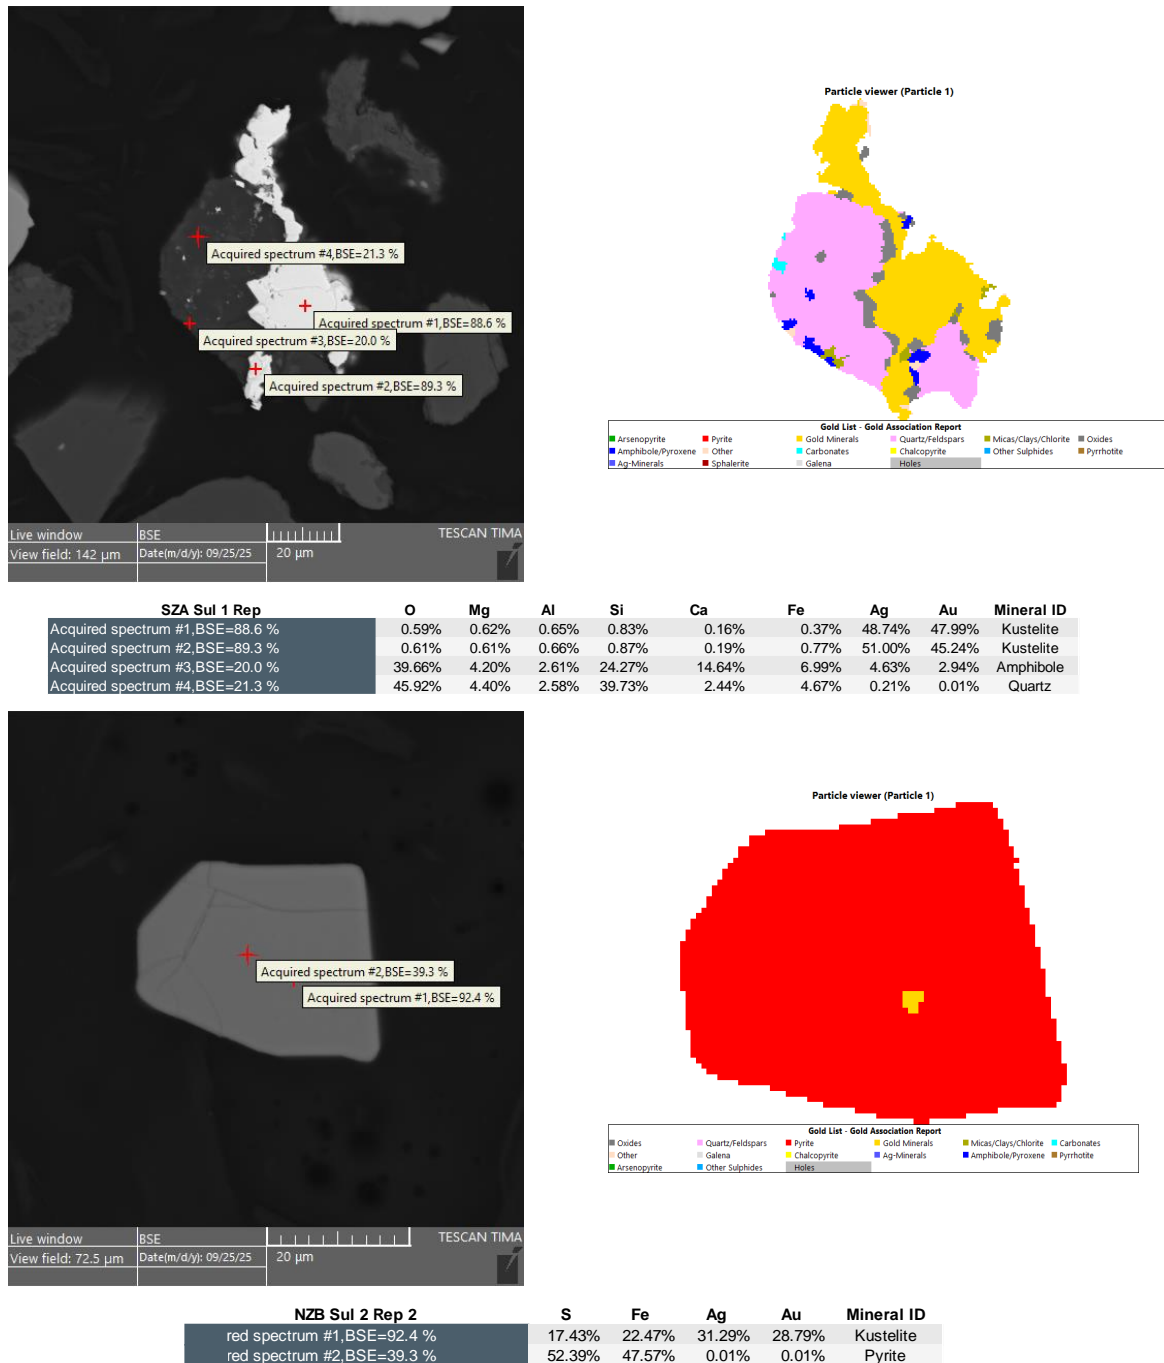 Acquired spectrum #4,BSE=21.3 %
Acquired spectrum #1,BSE=88.6 %
Acquired spectrum #3,BSE=20.0 %
Acquired spectrum #2,BSE=89.3 %
Live window BSE TESCAN TIMA
View field: 142 µm Date(m/d/y): 09/25/25 20 µm
Particle viewer (Particle 1)
Gold List - Gold Association Report
Arsenopyrite Pyrite Gold Minerals Quartz/Feldspars Micas/Clays/Chlorite Oxides
Amphibole/Pyroxene Other Carbonates Chalcopyrite Other Sulphides Pyrrhotite
Ag-Minerals Sphalerite Galena Holes
SZA Sul 1 Rep O Mg Al Si Ca Fe Ag Au Mineral ID
Acquired spectrum #1,BSE=88.6 % 0.59% 0.62% 0.65% 0.83% 0.16% 0.37% 48.74% 47.99% Kustelite
Acquired spectrum #2,BSE=89.3 % 0.61% 0.61% 0.66% 0.87% 0.19% 0.77% 51.00% 45.24% Kustelite
Acquired spectrum #3,BSE=20.0 % 39.66% 4.20% 2.61% 24.27% 14.64% 6.99% 4.63% 2.94% Amphibole
Acquired spectrum #4,BSE=21.3 % 45.92% 4.40% 2.58% 39.73% 2.44% 4.67% 0.21% 0.01% Quartz
Acquired spectrum #2,BSE=39.3 %
Acquired spectrum #1,BSE=92.4 %
Live window BSE TESCAN TIMA
View field: 72.5 µm Date(m/d/y): 09/25/25 20 µm
Particle viewer (Particle 1)
Gold List - Gold Association Report
Oxides Quartz/Feldspars Pyrite Gold Minerals Micas/Clays/Chlorite Carbonates
Other Galena Chalcopyrite Ag-Minerals Amphibole/Pyroxene Pyrrhotite
Arsenopyrite Other Sulphides Holes
NZB Sul 2 Rep 2 S Fe Ag Au Mineral ID
red spectrum #1,BSE=92.4 % 17.43% 22.47% 31.29% 28.79% Kustelite
red spectrum #2,BSE=39.3 % 52.39% 47.57% 0.01% 0.01% Pyrite